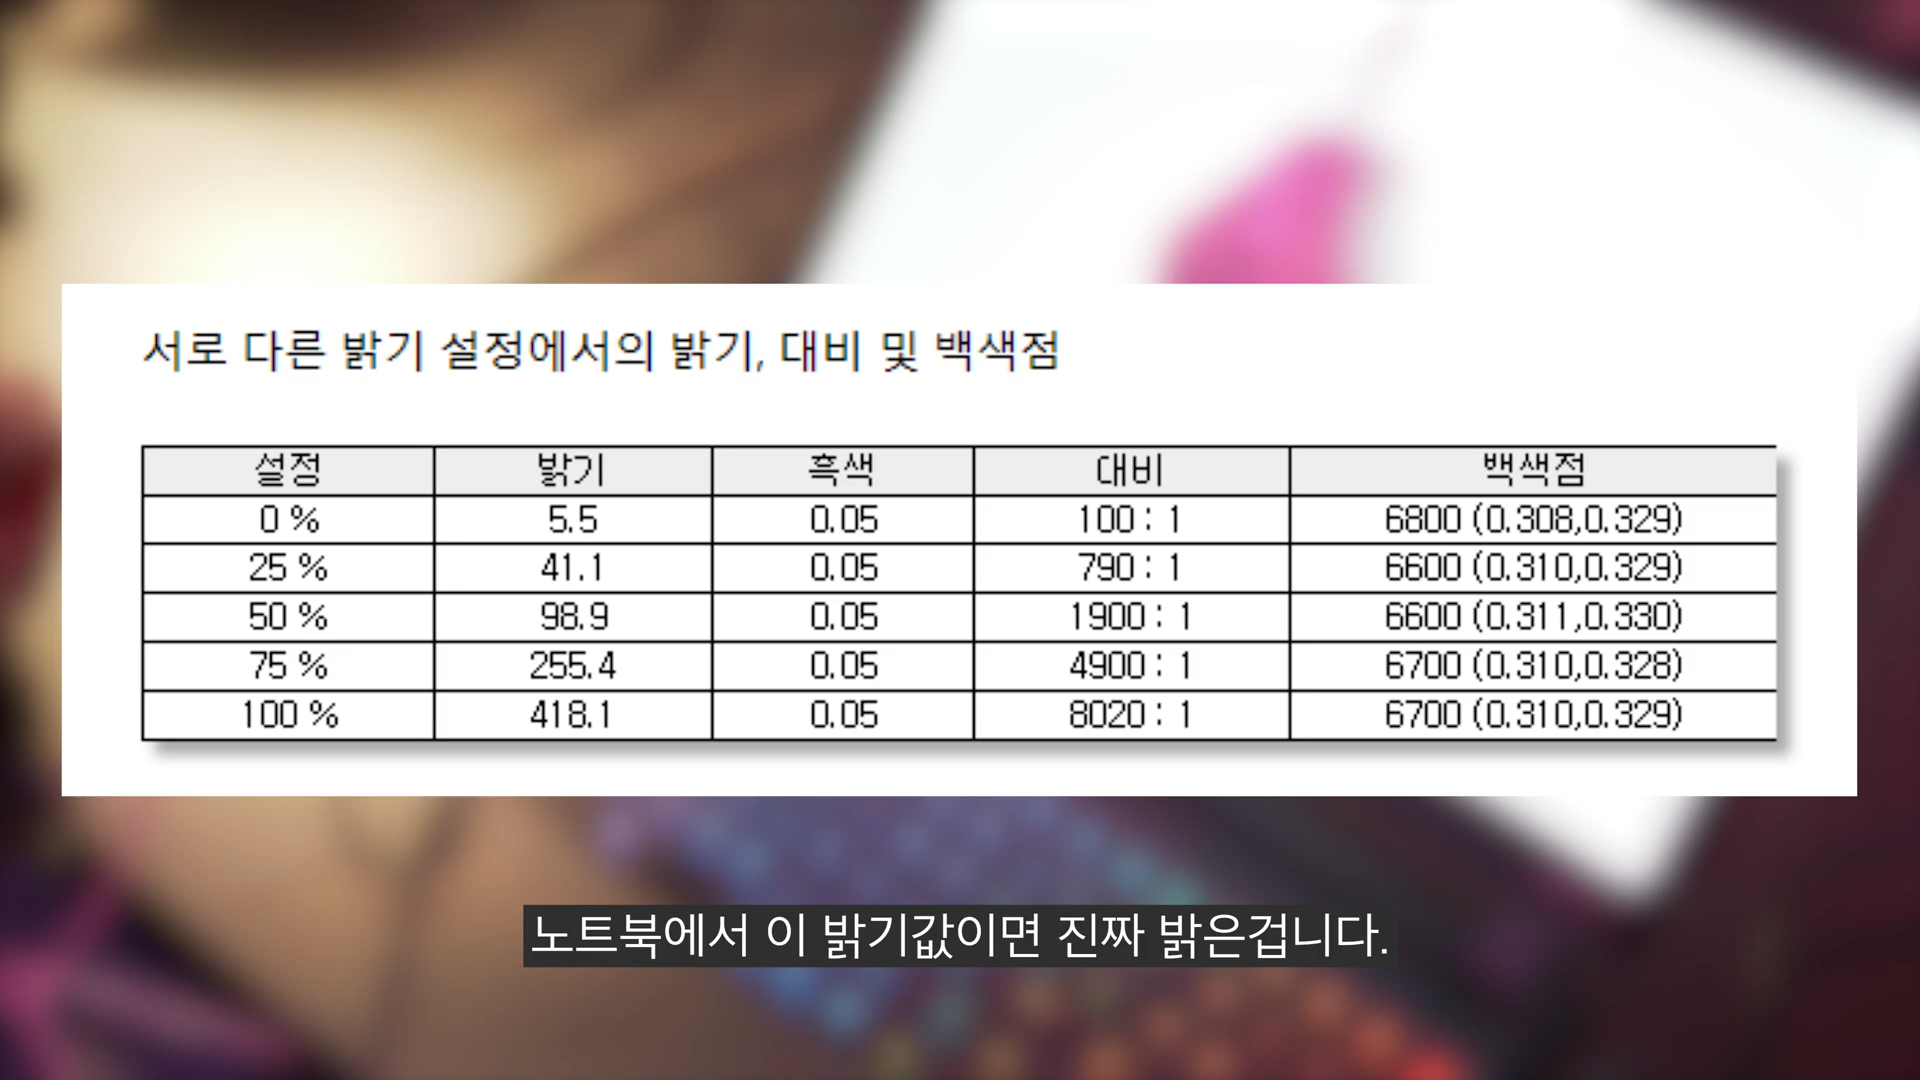 서로 다른 밝기 설정에서의 밝기, 대비 및 백색점
설정 밝기 흑색 대비 백색점
0 % 5.5 0.05 100 : 1 6800 (0.308,0.329)
25 % 41.1 0.05 790 : 1 6600 (0.310,0.329)
50 % 98.9 0.05 1900 : 1 6600 (0.311,0.330)
75 % 255.4 0.05 4900 : 1 6700 (0.310,0.328)
100 % 418.1 0.05 8020 : 1 6700 (0.310,0.329)
노트북에서 이 밝기값이면 진짜 밝은겁니다.